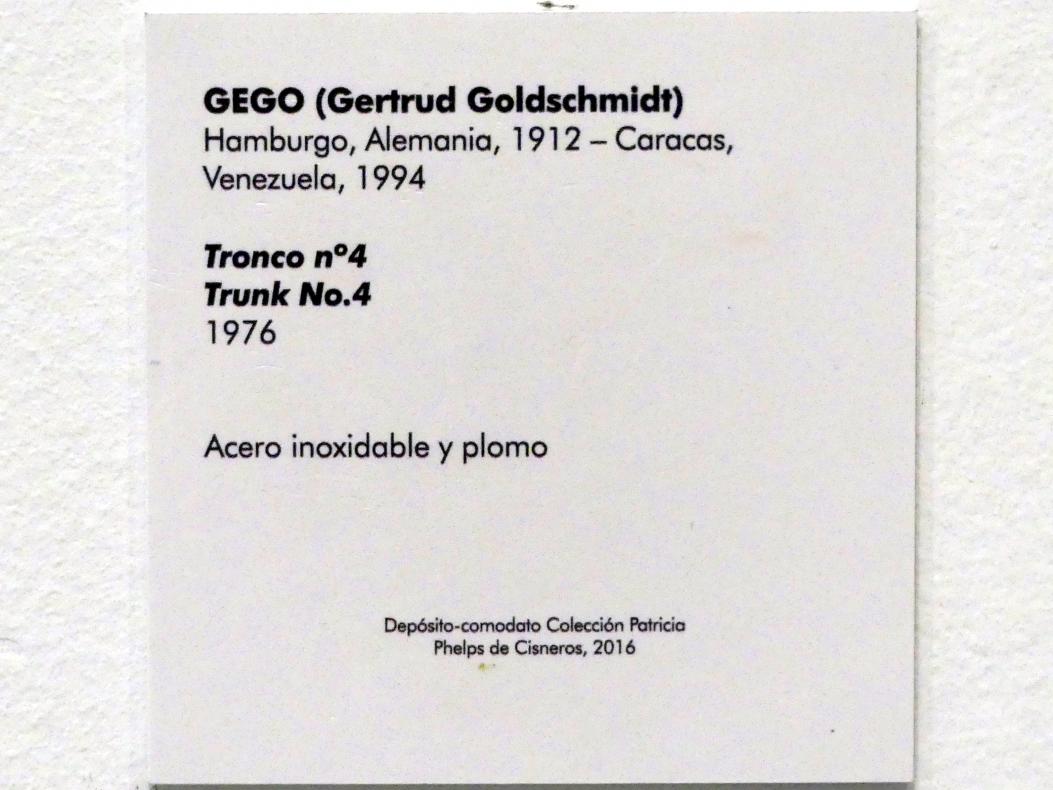 GEGO (Gertrud Goldschmidt)
Hamburgo, Alemania, 1912 – Caracas,
Venezuela, 1994
Tronco nº4
Trunk No.4
1976
Acero inoxidable y plomo
Depósito-comodato Colección Patricia
Phelps de Cisneros, 2016